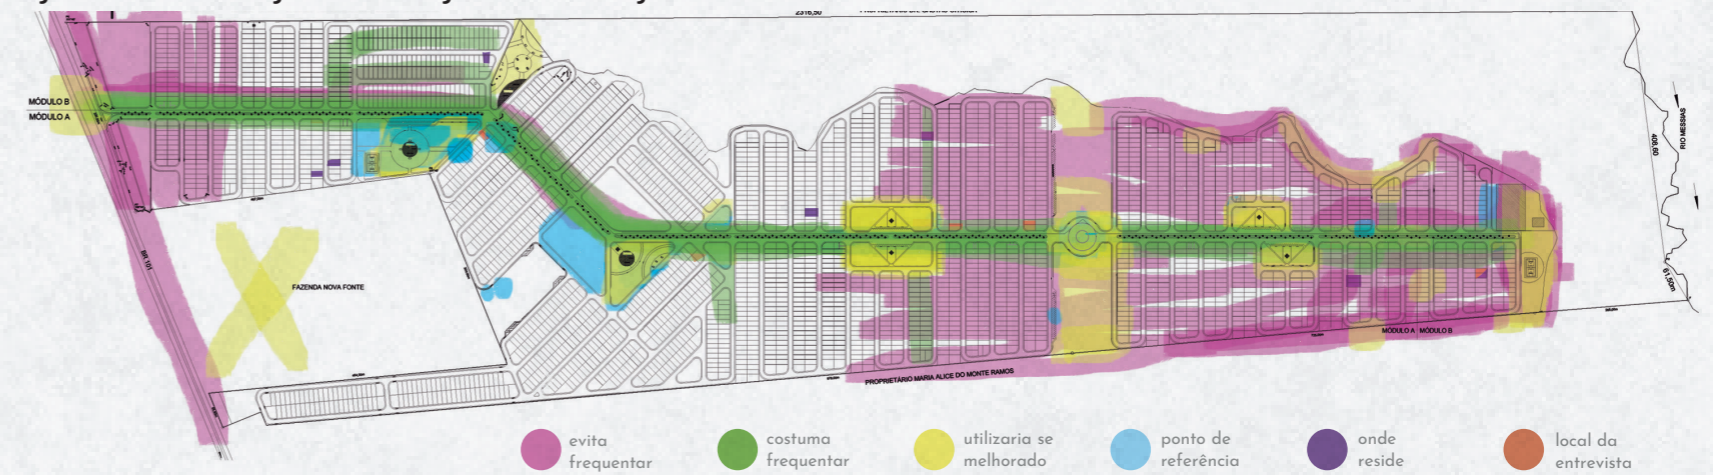 2316,50
MÓDULO B
MÓDULO A
408,60
RIO MESSIAS
BR 101
FAZENDA NOVA FONTE
61,50m
MÓDULO A MÓDULO B
PROPRIETÁRIO MARIA ALICE DO MONTE RAMOS
evita
frequentar
costuma
frequentar
utilizaria se
melhorado
ponto de
referência
onde
reside
local da
entrevista